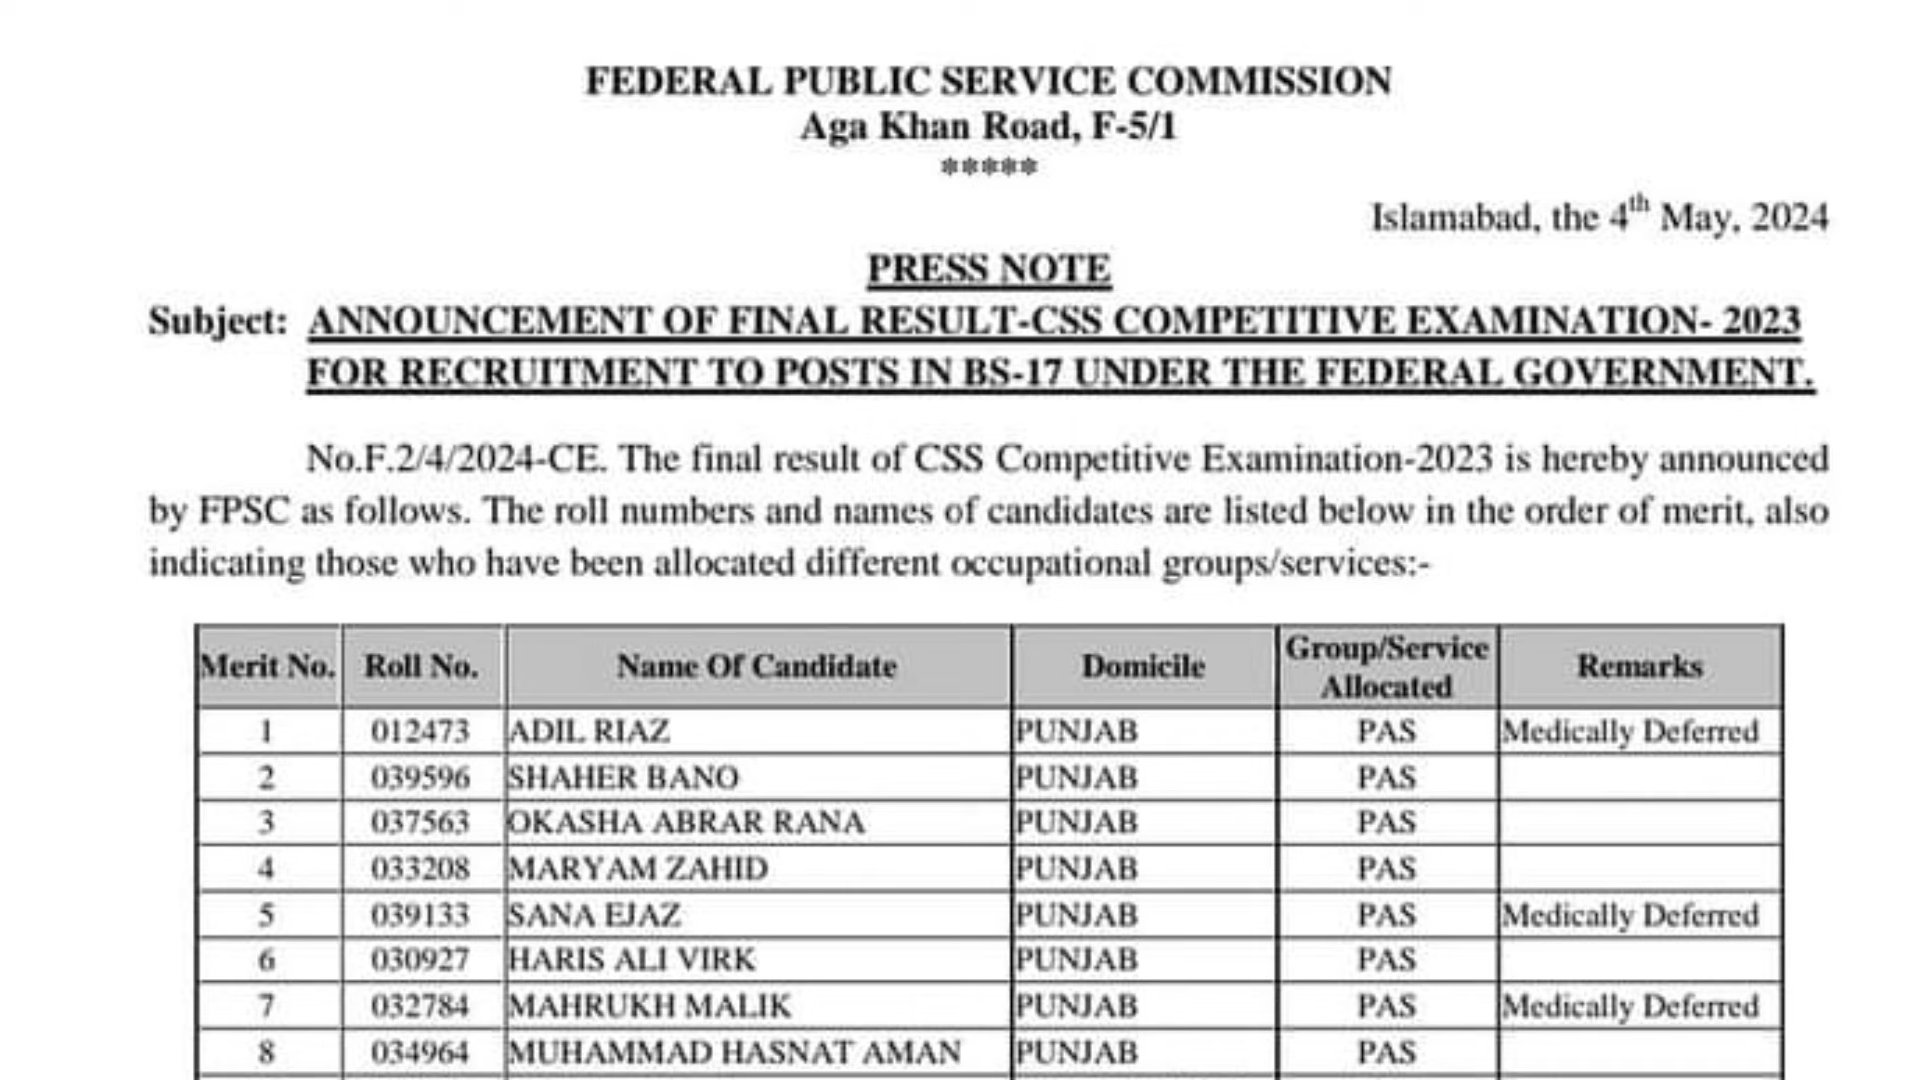 FEDERAL PUBLIC SERVICE COMMISSION
Aga Khan Road, F-5/1
*****
Islamabad, the 4th May, 2024
PRESS NOTE
Subject: ANNOUNCEMENT OF FINAL RESULT-CSS COMPETITIVE EXAMINATION- 2023
FOR RECRUITMENT TO POSTS IN BS-17 UNDER THE FEDERAL GOVERNMENT.
No.F.2/4/2024-CE. The final result of CSS Competitive Examination-2023 is hereby announced
by FPSC as follows. The roll numbers and names of candidates are listed below in the order of merit, also
indicating those who have been allocated different occupational groups/services:-
Merit No. Roll No. Name Of Candidate Domicile Group/Service Allocated Remarks
1 012473 ADIL RIAZ PUNJAB PAS Medically Deferred
2 039596 SHAHER BANO PUNJAB PAS
3 037563 OKASHA ABRAR RANA PUNJAB PAS
4 033208 MARYAM ZAHID PUNJAB PAS
5 039133 SANA EJAZ PUNJAB PAS Medically Deferred
6 030927 HARIS ALI VIRK PUNJAB PAS
7 032784 MAHRUKH MALIK PUNJAB PAS Medically Deferred
8 034964 MUHAMMAD HASNAT AMAN PUNJAB PAS